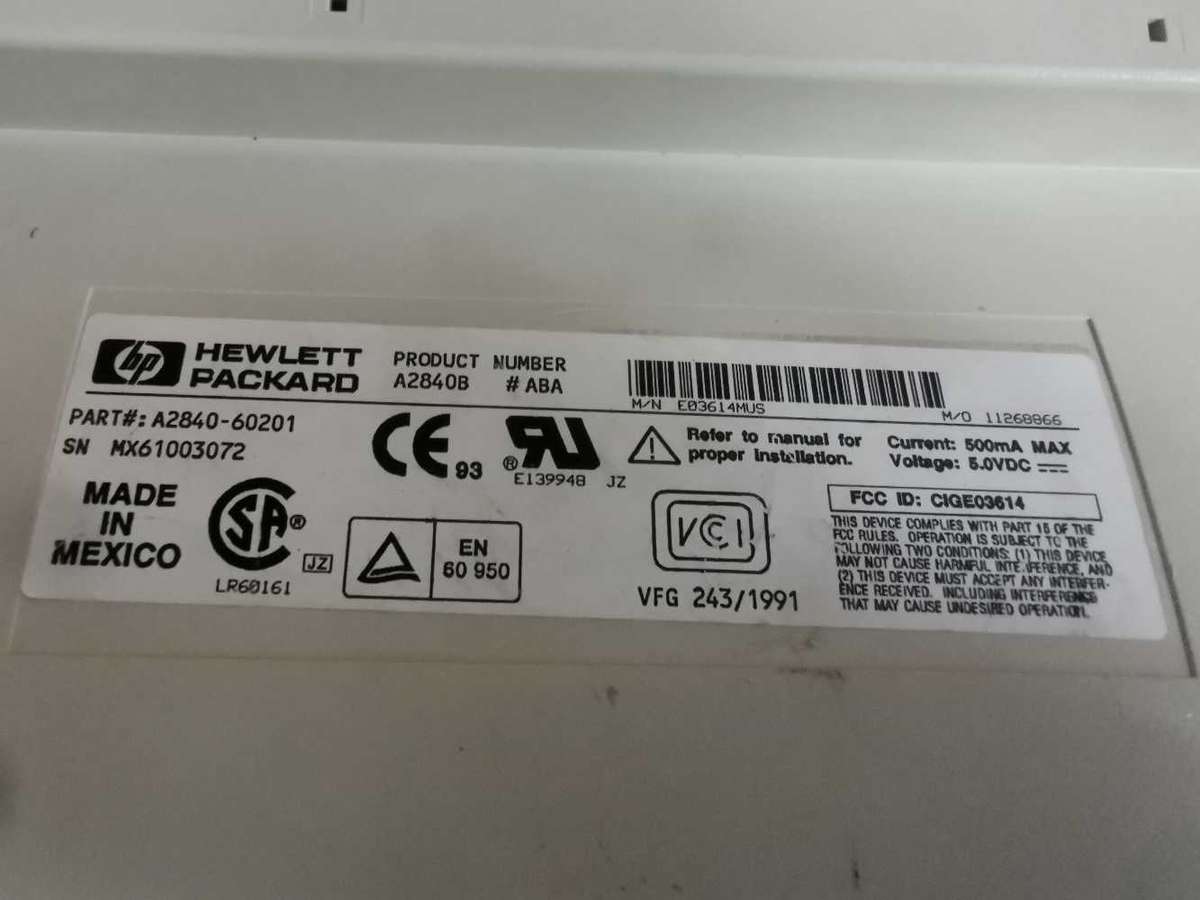 hp HEWLETT
PACKARD
PRODUCT NUMBER
A2840B # ABA
M/N E03614MUS
M/O 11268866
PART#: A2840-60201
SN MX61003072
MADE
IN
MEXICO
SA ®
JZ
LR60161
CE 93
® RU
E139948 JZ
EN
60 950
Refer to manual for
proper installation.
Current: 500mA MAX
Voltage: 5.0VDC
VCCI
VFG 243/1991
FCC ID: CIGE03614
THIS DEVICE COMPLIES WITH PART 15 OF THE
FCC RULES. OPERATION IS SUBJECT TO THE
FOLLOWING TWO CONDITIONS: (1) THIS DEVICE
MAY NOT CAUSE HARMFUL INTERFERENCE, AND
(2) THIS DEVICE MUST ACCEPT ANY INTERFER-
ENCE RECEIVED. INCLUDING INTERFERENCE
THAT MAY CAUSE UNDESIRED OPERATION.